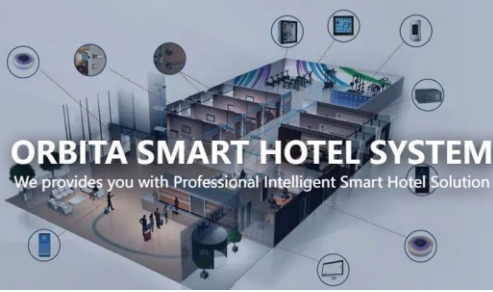 ORBITA SMART HOTEL SYSTEM
We provides you with Professional Intelligent Smart Hotel Solution